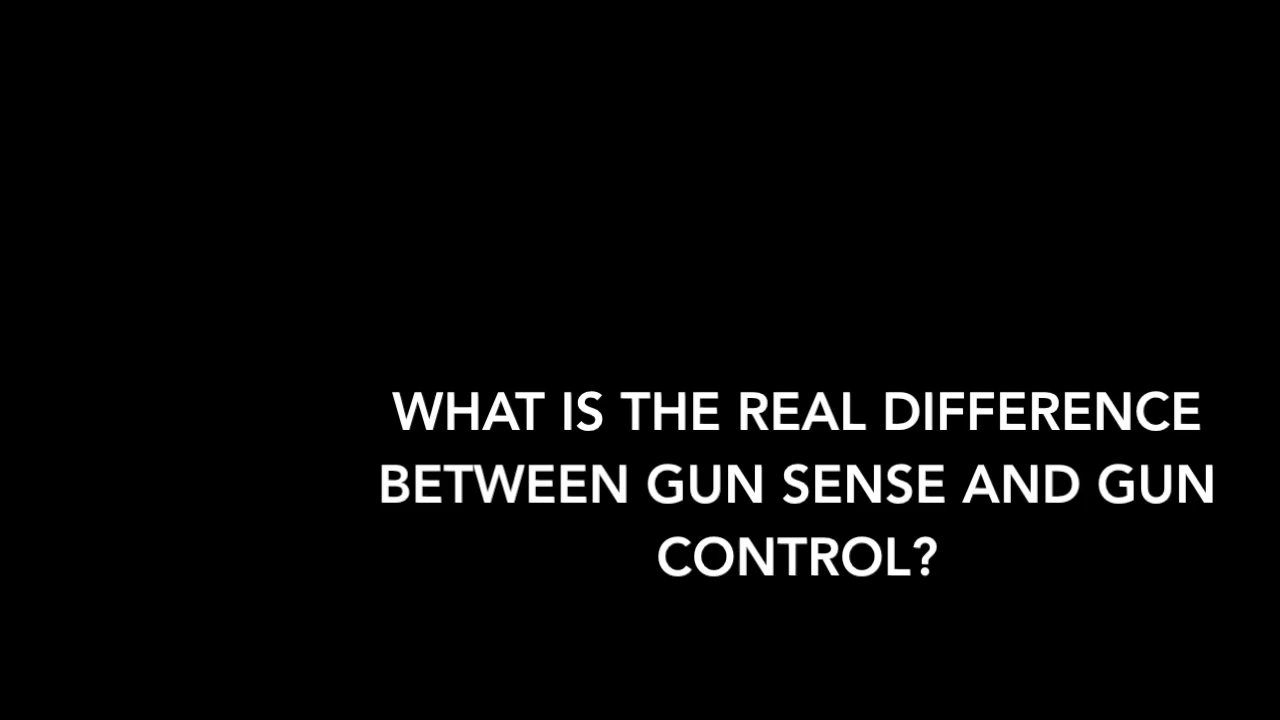 WHAT IS THE REAL DIFFERENCE
BETWEEN GUN SENSE AND GUN
CONTROL?